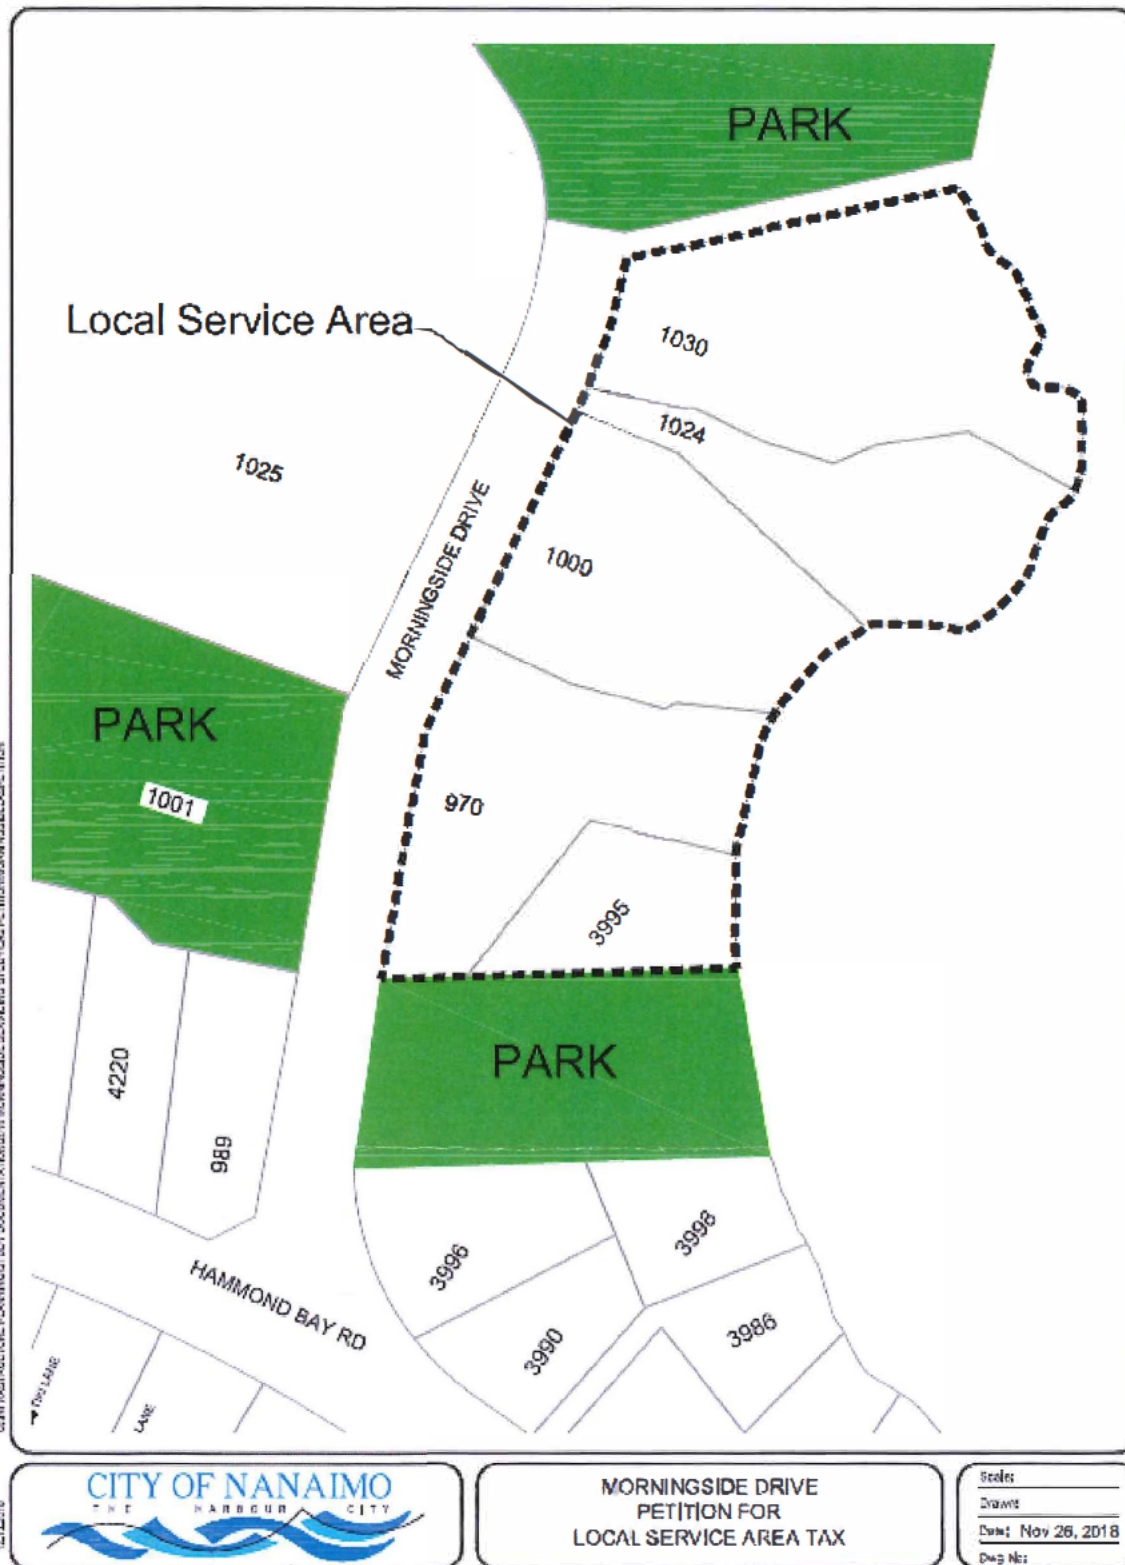 PARK
Local Service Area
1030
1024
1025
MORNINGSIDE DRIVE
1000
PARK
1001
970
3995
PARK
4220
989
3996
3998
HAMMOND BAY RD
3990
3986
LANE
LANE
CITY OF NANAIMO
THE HARBOUR CITY
MORNINGSIDE DRIVE
PETITION FOR
LOCAL SERVICE AREA TAX
Scale:
Drawn:
Date: Nov 26, 2018
Dwg No: